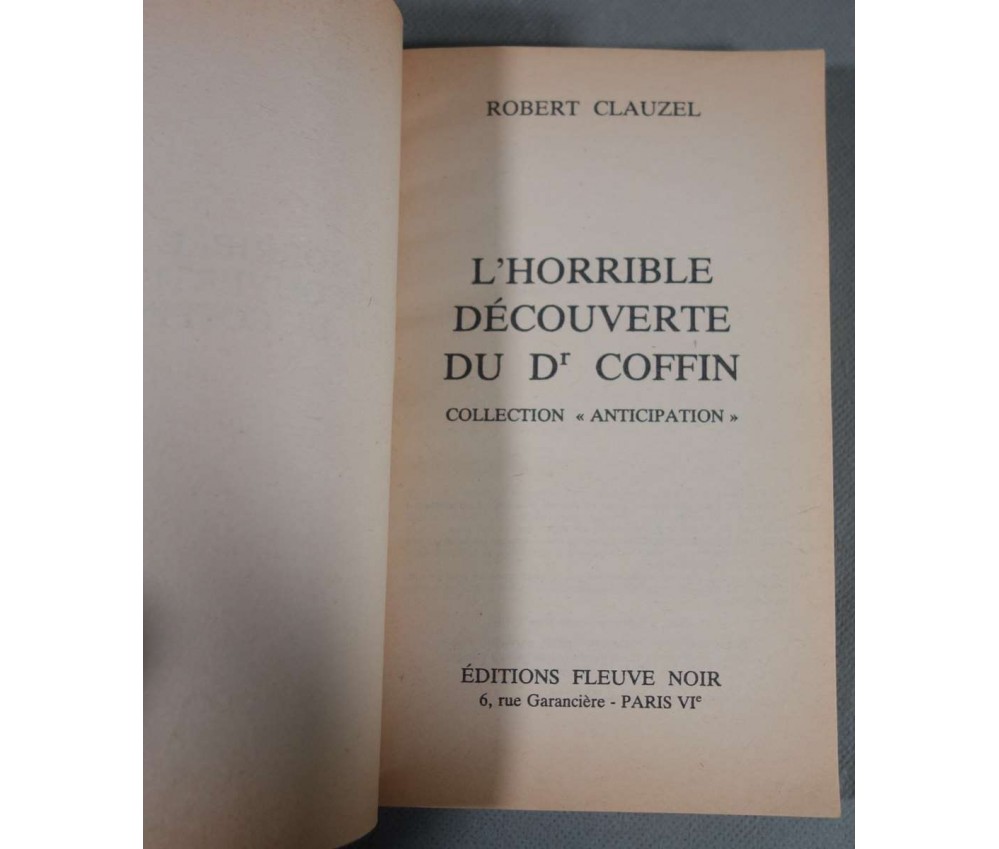 ROBERT CLAUZEL
L'HORRIBLE
DÉCOUVERTE
DU Dʳ COFFIN
COLLECTION « ANTICIPATION »
ÉDITIONS FLEUVE NOIR
6, rue Garancière - PARIS VIᵉ